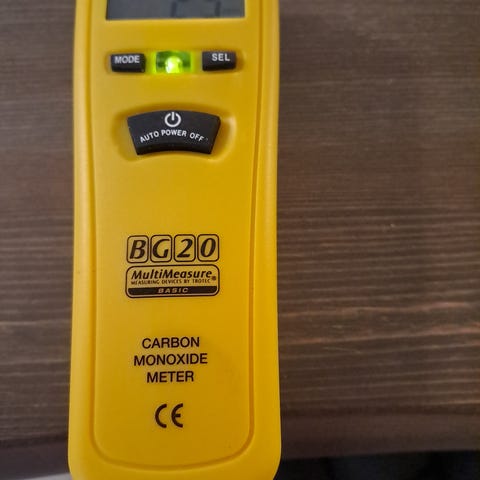 MODE
SEL
AUTO POWER OFF
BG20
MultiMeasure®
MEASURING DEVICES BY TROTEC
BASIC
CARBON
MONOXIDE
METER
CE